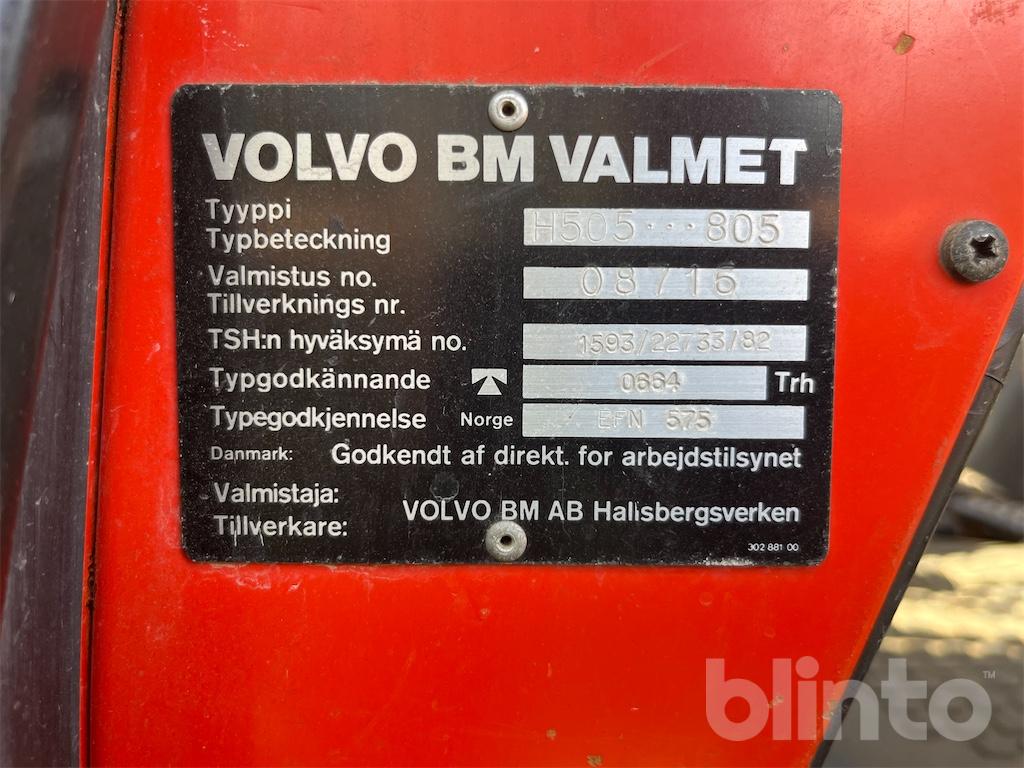 VOLVO BM VALMET
Tyyppi
Typbeteckning H505···805
Valmistus no.
Tillverknings nr. 08716
TSH:n hyväksymä no. 1593/22733/82
Typgodkännande 0664 Trh
Typegodkjennelse Norge EFN 575
Danmark: Godkendt af direkt. for arbejdstilsynet
Valmistaja:
Tillverkare: VOLVO BM AB Hallsbergsverken
302 881 00
blinto™